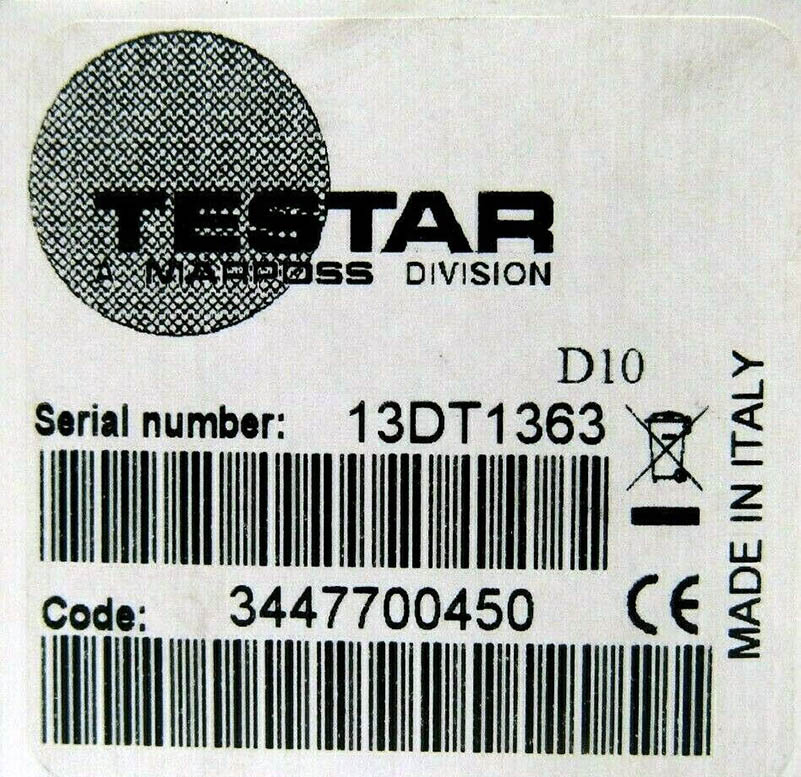 TESTAR
A MARPOSS DIVISION
D10
Serial number: 13DT1363
Code: 3447700450
CE
MADE IN ITALY